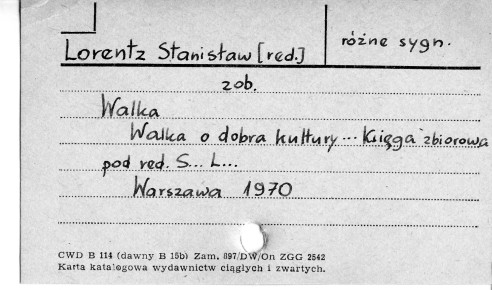 Lorentz Stanisław [red.] różne sygn.
zob.
Walka
Walka o dobra kultury... Księga zbiorowa
pod red. S... L...
Warszawa 1970
CWD B 114 (dawny B 15b) Zam. 897/DW/On ZGG 2542
Karta katalogowa wydawnictw ciągłych i zwartych.